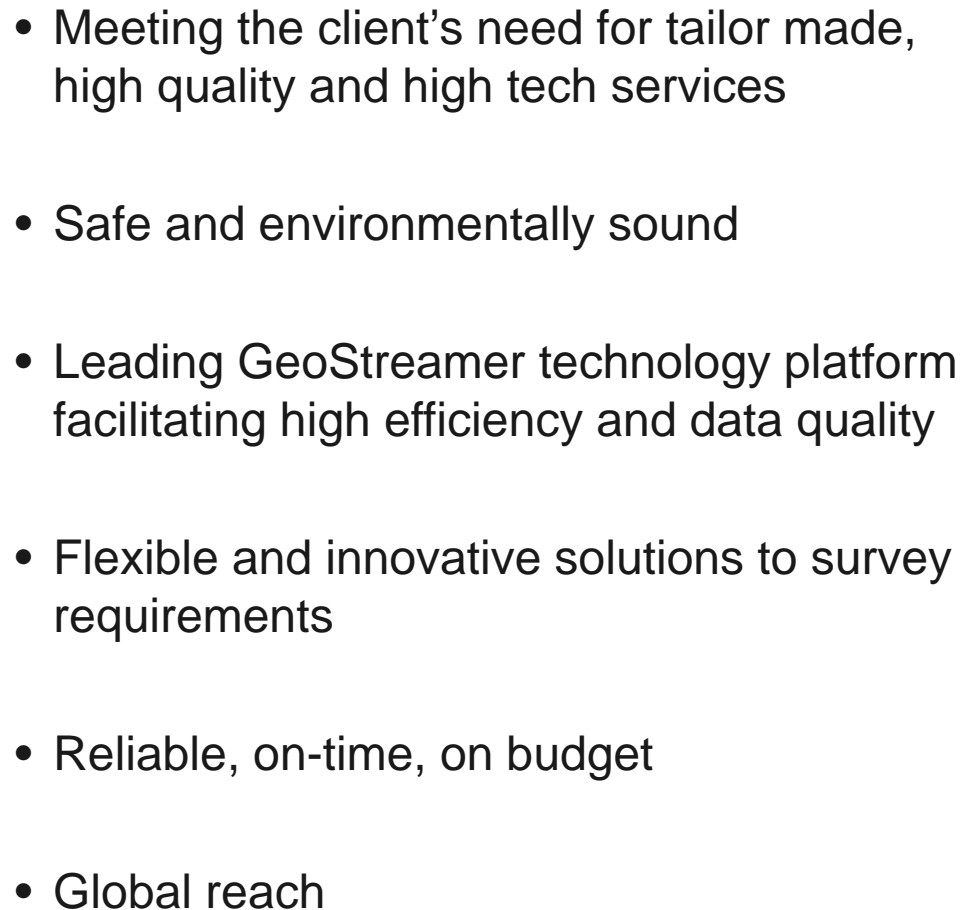 • Meeting the client’s need for tailor made,
high quality and high tech services
• Safe and environmentally sound
• Leading GeoStreamer technology platform
facilitating high efficiency and data quality
• Flexible and innovative solutions to survey
requirements
• Reliable, on-time, on budget
• Global reach